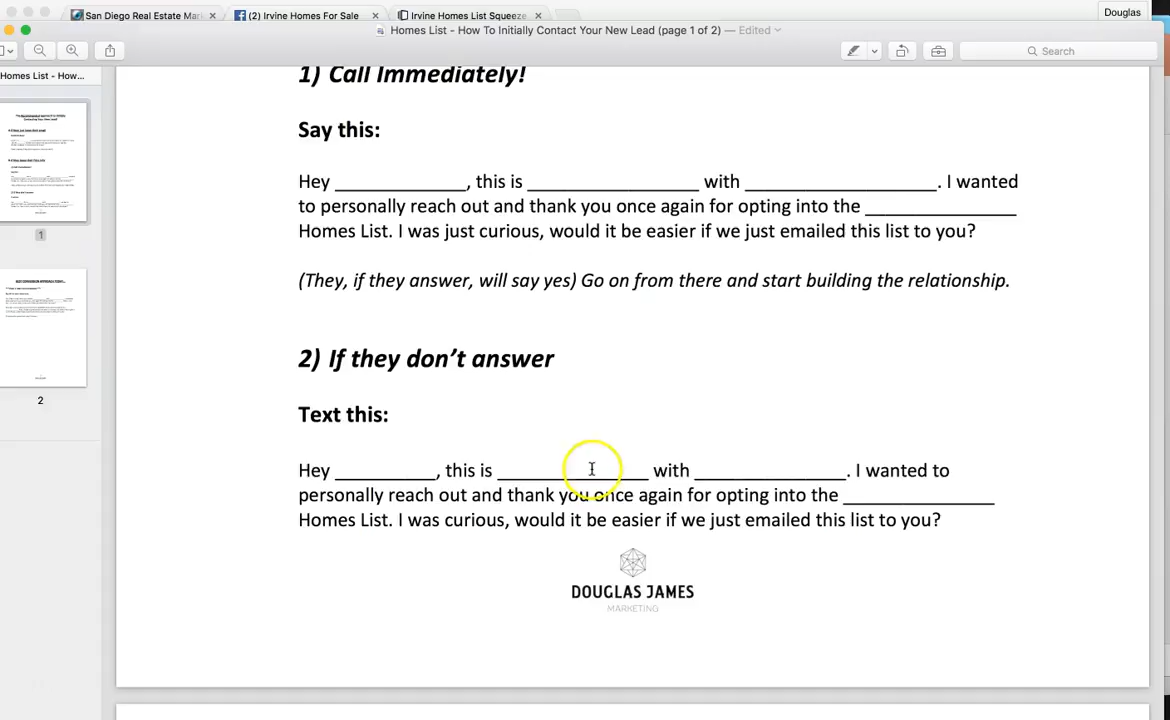 San Diego Real Estate Mark
(2) Irvine Homes For Sale
Irvine Homes List Squeeze
Douglas
Homes List - How To Initially Contact Your New Lead (page 1 of 2) — Edited
Search
Homes List - How...
1
2
1) Call Immediately!
Say this:
Hey ____________, this is ________________ with __________________. I wanted
to personally reach out and thank you once again for opting into the ______________
Homes List. I was just curious, would it be easier if we just emailed this list to you?
(They, if they answer, will say yes) Go on from there and start building the relationship.
2) If they don’t answer
Text this:
Hey __________, this is ______________ with ______________. I wanted to
personally reach out and thank you once again for opting into the ______________
Homes List. I was curious, would it be easier if we just emailed this list to you?
DOUGLAS JAMES
MARKETING